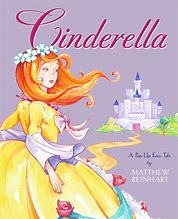 Cinderella
A Pop-Up Fairy Tale
by
MATTHEW
REINHART